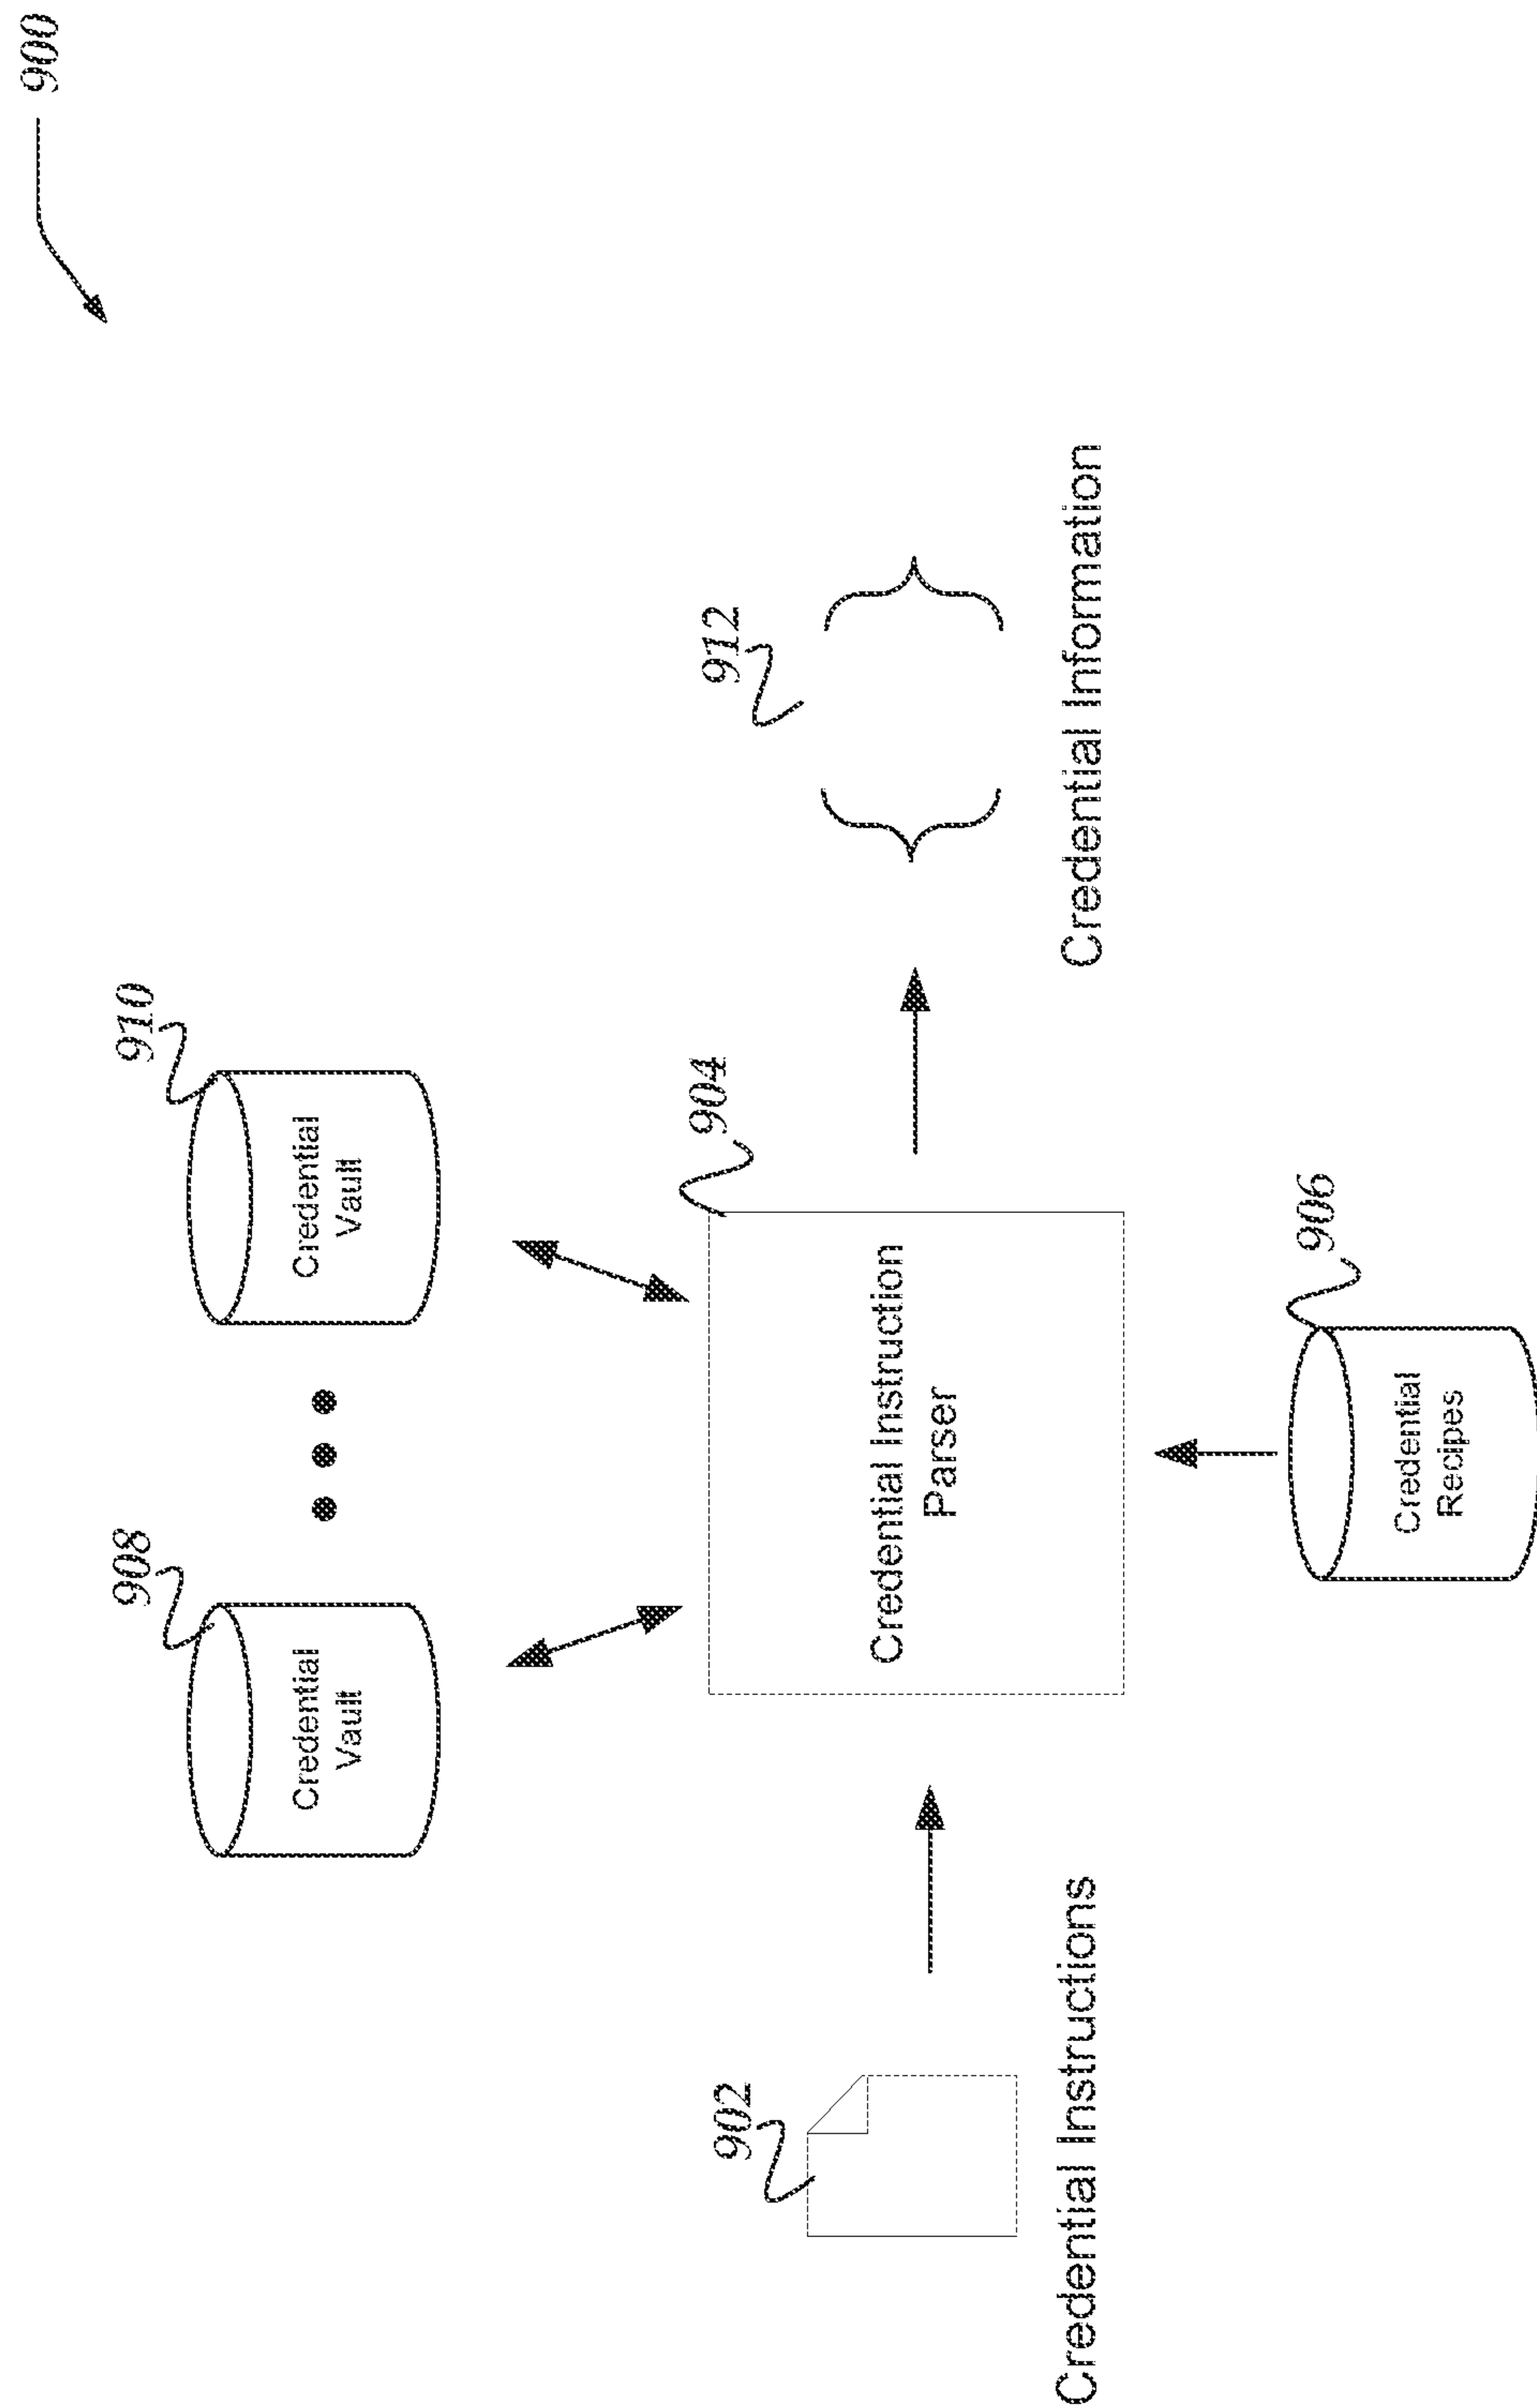 900
908
910
Credential
Vault
Credential
Vault
902
904
912
Credential Instruction
Parser
Credential Instructions
Credential Information
906
Credential
Recipes